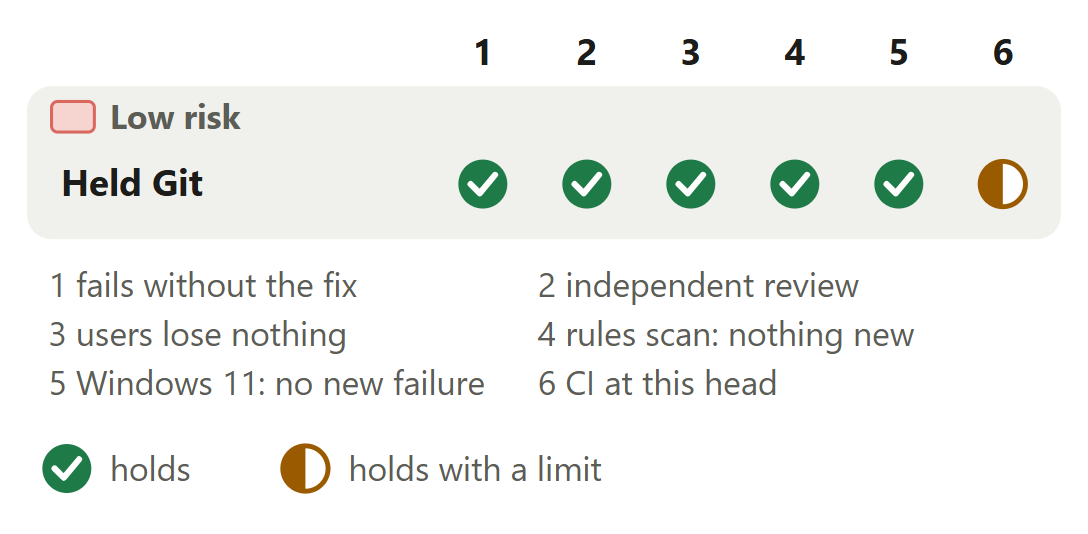 1 2 3 4 5 6
Low risk
Held Git
1 fails without the fix 2 independent review
3 users lose nothing 4 rules scan: nothing new
5 Windows 11: no new failure 6 CI at this head
holds holds with a limit